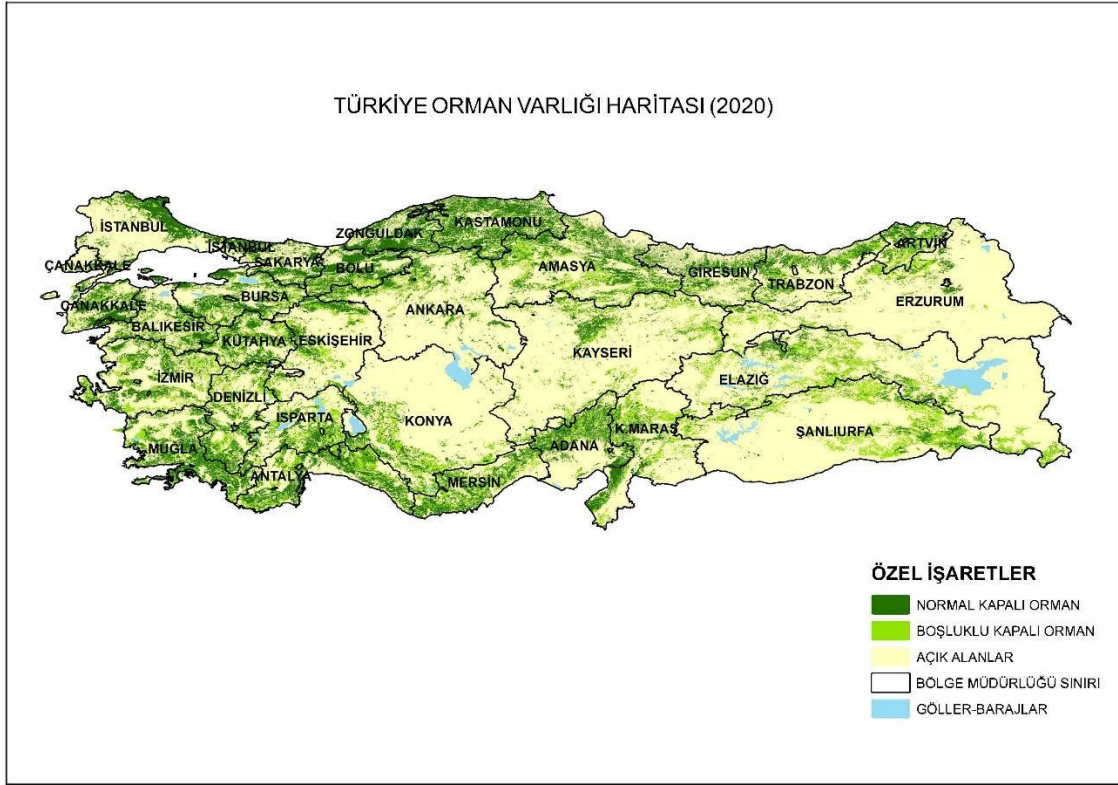 TÜRKİYE ORMAN VARLIĞI HARİTASI (2020)
İSTANBUL
İSTANBUL
ZONGULDAK
KASTAMONU
ARTVİN
ÇANAKKALE
SAKARYA
BOLU
AMASYA
GİRESUN
TRABZON
ÇANAKKALE
BURSA
ANKARA
ERZURUM
BALIKESİR
KÜTAHYA
ESKİŞEHİR
KAYSERİ
İZMİR
DENİZLİ
ELAZIĞ
ISPARTA
KONYA
MUĞLA
ADANA
K.MARAŞ
ŞANLIURFA
ANTALYA
MERSİN
ÖZEL İŞARETLER
NORMAL KAPALI ORMAN
BOŞLUKLU KAPALI ORMAN
AÇIK ALANLAR
BÖLGE MÜDÜRLÜĞÜ SINIRI
GÖLLER-BARAJLAR